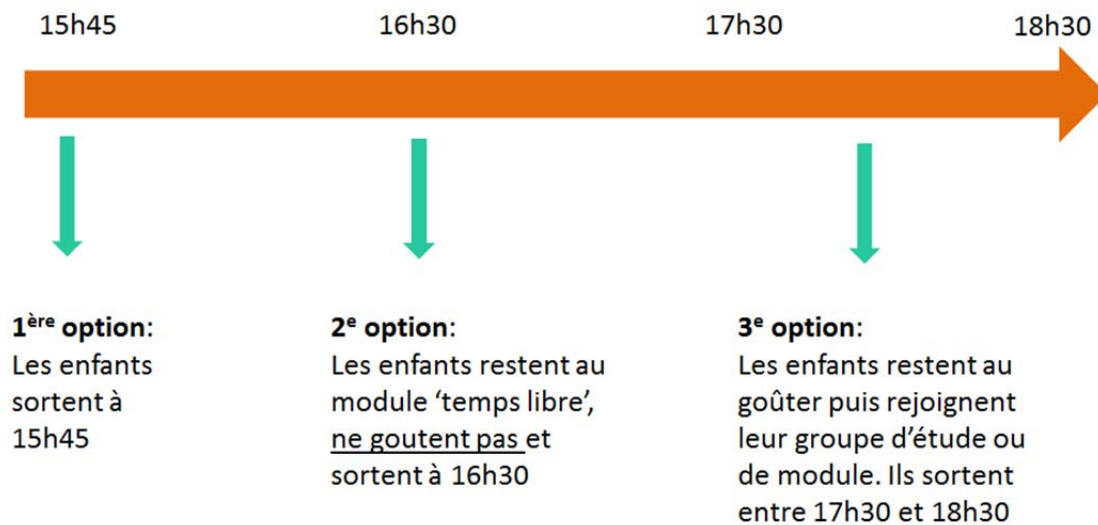 15h45
16h30
17h30
18h30
1ère option:
Les enfants
sortent à
15h45
2e option:
Les enfants restent au
module ‘temps libre’,
ne goutent pas et
sortent à 16h30
3e option:
Les enfants restent au
goûter puis rejoignent
leur groupe d’étude ou
de module. Ils sortent
entre 17h30 et 18h30